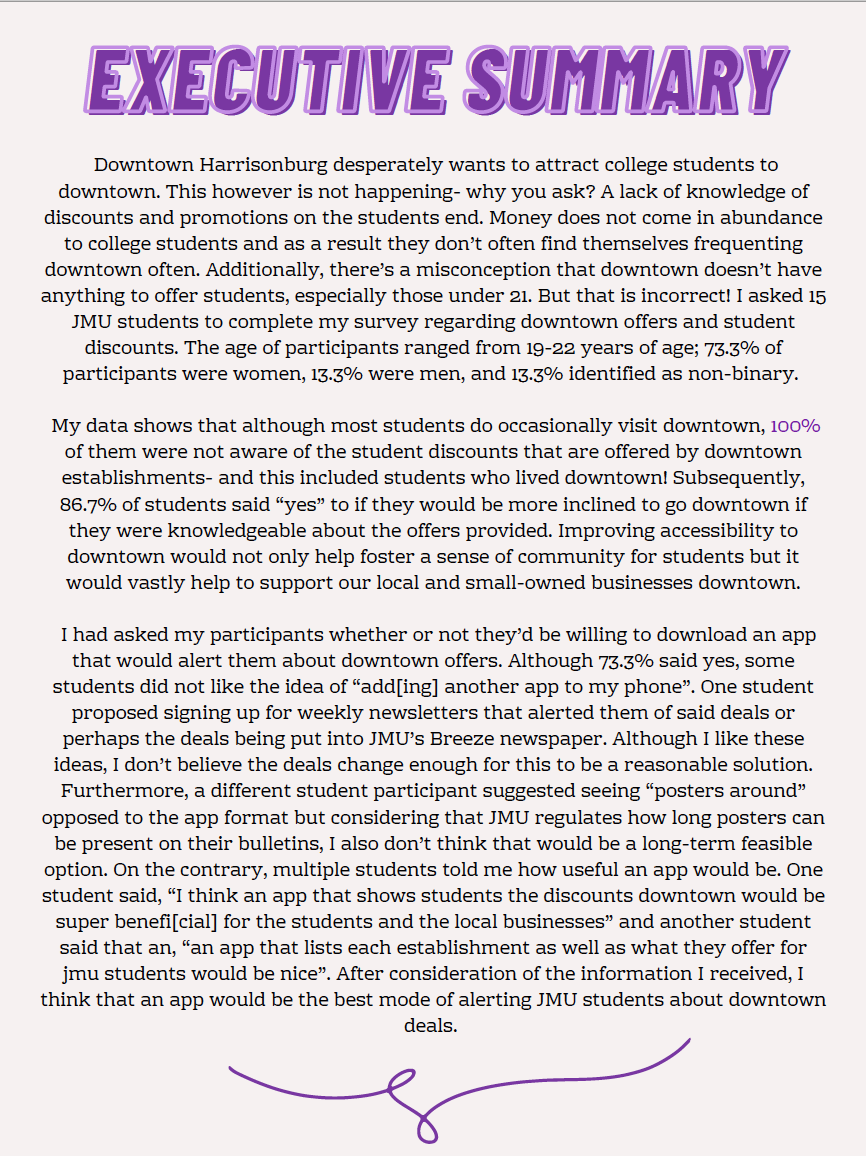 EXECUTIVE SUMMARY
Downtown Harrisonburg desperately wants to attract college students to
downtown. This however is not happening- why you ask? A lack of knowledge of
discounts and promotions on the students end. Money does not come in abundance
to college students and as a result they don’t often find themselves frequenting
downtown often. Additionally, there’s a misconception that downtown doesn’t have
anything to offer students, especially those under 21. But that is incorrect! I asked 15
JMU students to complete my survey regarding downtown offers and student
discounts. The age of participants ranged from 19-22 years of age; 73.3% of
participants were women, 13.3% were men, and 13.3% identified as non-binary.
My data shows that although most students do occasionally visit downtown, 100%
of them were not aware of the student discounts that are offered by downtown
establishments- and this included students who lived downtown! Subsequently,
86.7% of students said “yes” to if they would be more inclined to go downtown if
they were knowledgeable about the offers provided. Improving accessibility to
downtown would not only help foster a sense of community for students but it
would vastly help to support our local and small-owned businesses downtown.
I had asked my participants whether or not they’d be willing to download an app
that would alert them about downtown offers. Although 73.3% said yes, some
students did not like the idea of “add[ing] another app to my phone”. One student
proposed signing up for weekly newsletters that alerted them of said deals or
perhaps the deals being put into JMU’s Breeze newspaper. Although I like these
ideas, I don’t believe the deals change enough for this to be a reasonable solution.
Furthermore, a different student participant suggested seeing “posters around”
opposed to the app format but considering that JMU regulates how long posters can
be present on their bulletins, I also don’t think that would be a long-term feasible
option. On the contrary, multiple students told me how useful an app would be. One
student said, “I think an app that shows students the discounts downtown would be
super benefi[cial] for the students and the local businesses” and another student
said that an, “an app that lists each establishment as well as what they offer for
jmu students would be nice”. After consideration of the information I received, I
think that an app would be the best mode of alerting JMU students about downtown
deals.